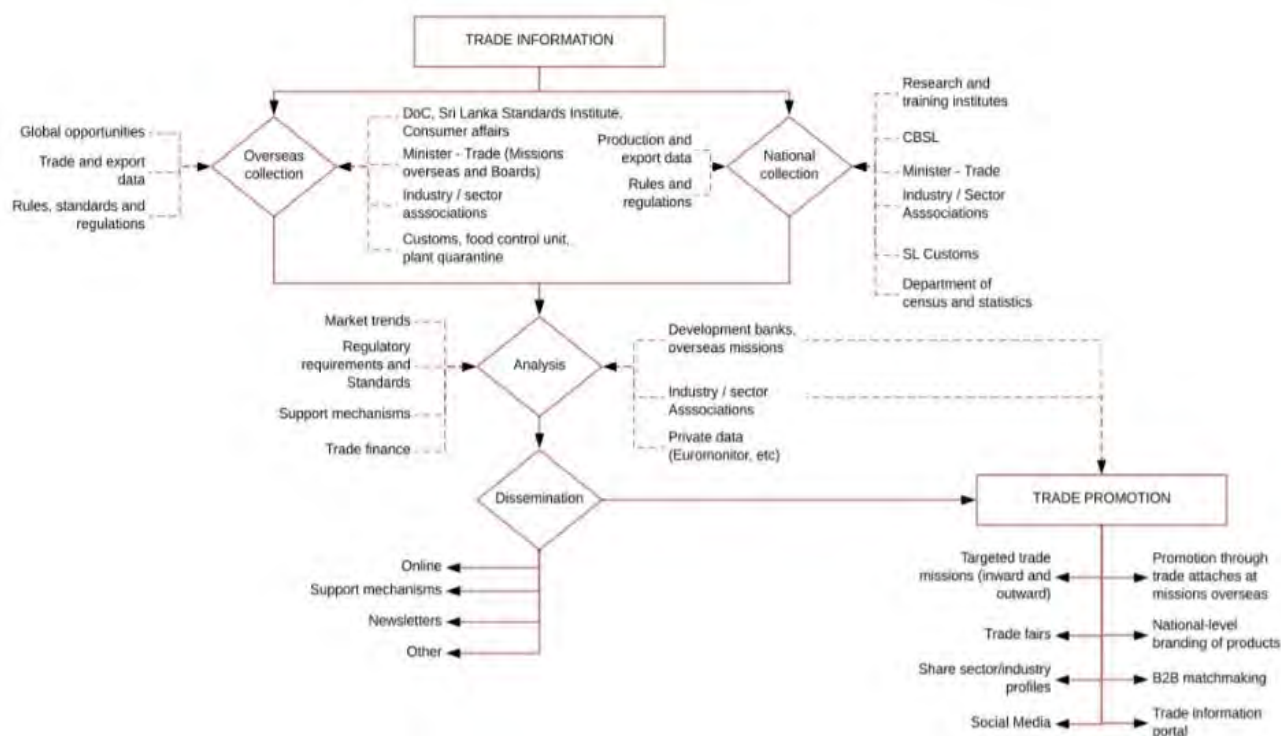 TRADE INFORMATION
Global opportunities
Trade and export
data
Rules, standards and
regulations
Overseas
collection
DoC, Sri Lanka Standards Institute,
Consumer affairs
Minister - Trade (Missions
overseas and Boards)
Industry / sector
asssociations
Customs, food control unit,
plant quarantine
Production and
export data
Rules and
regulations
National
collection
Research and
training institutes
CBSL
Minister - Trade
Industry / Sector
Asssociations
SL Customs
Department of
census and statistics
Market trends
Regulatory
requirements and
Standards
Support mechanisms
Trade finance
Analysis
Development banks,
overseas missions
Industry / sector
Asssociations
Private data
(Euromonitor, etc)
Dissemination
Online
Support mechanisms
Newsletters
Other
TRADE PROMOTION
Targeted trade
missions (inward and
outward)
Trade fairs
Share sector/industry
profiles
Social Media
Promotion through
trade attaches at
missions overseas
National-level
branding of products
B2B matchmaking
Trade information
portal